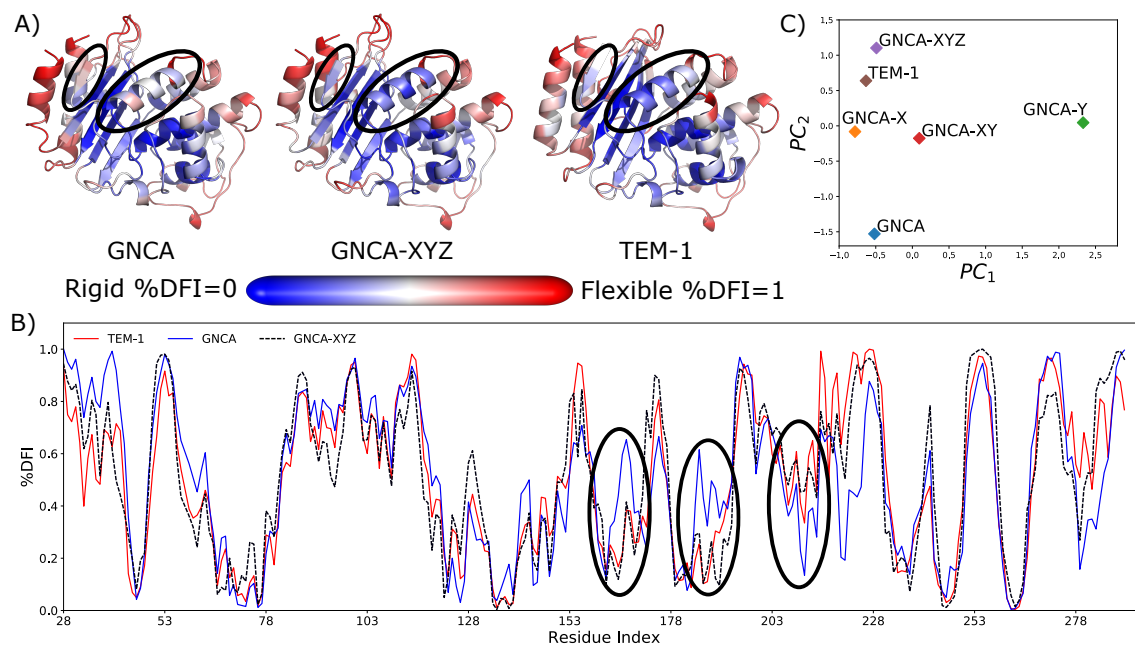 A)
GNCA
GNCA-XYZ
TEM-1
Rigid %DFI=0
Flexible %DFI=1
C)
PC2
1.5
1.0
0.5
0.0
−0.5
−1.0
−1.5
GNCA-XYZ
TEM-1
GNCA-X
GNCA-XY
GNCA-Y
GNCA
−1.0 −0.5 0.0 0.5 1.0 1.5 2.0 2.5
PC1
B)
TEM-1 GNCA GNCA-XYZ
%DFI
1.0
0.8
0.6
0.4
0.2
0.0
28 53 78 103 128 153 178 203 228 253 278
Residue Index